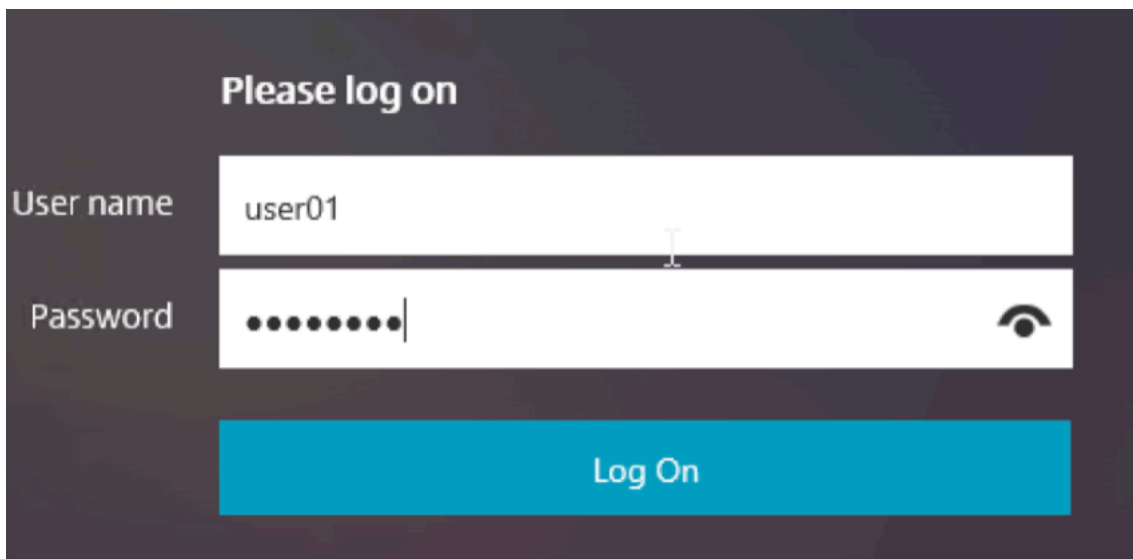 Please log on
User name
user01
Password
••••••••
Log On